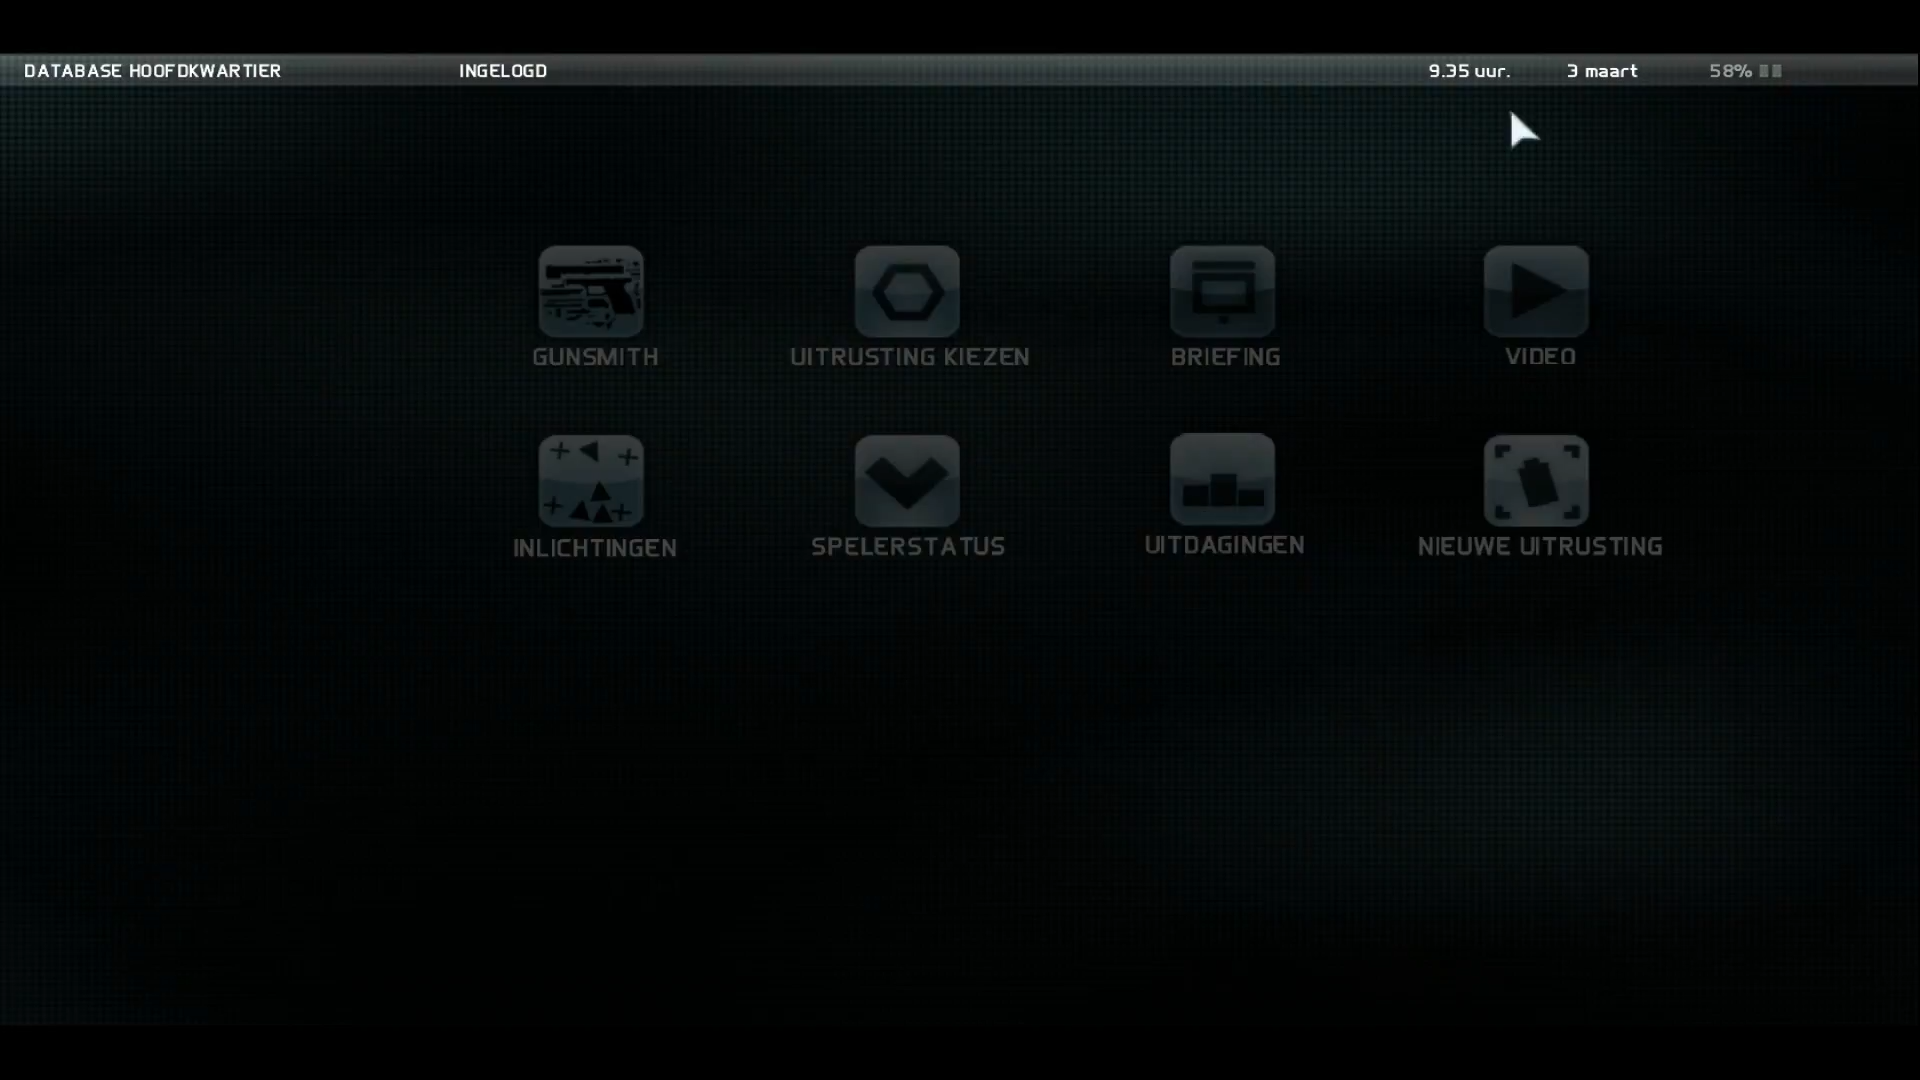 DATABASE HOOFDKWARTIER INGELOGD 9.35 uur. 3 maart 58%
GUNSMITH UITRUSTING KIEZEN BRIEFING VIDEO
INLICHTINGEN SPELERSTATUS UITDAGINGEN NIEUWE UITRUSTING